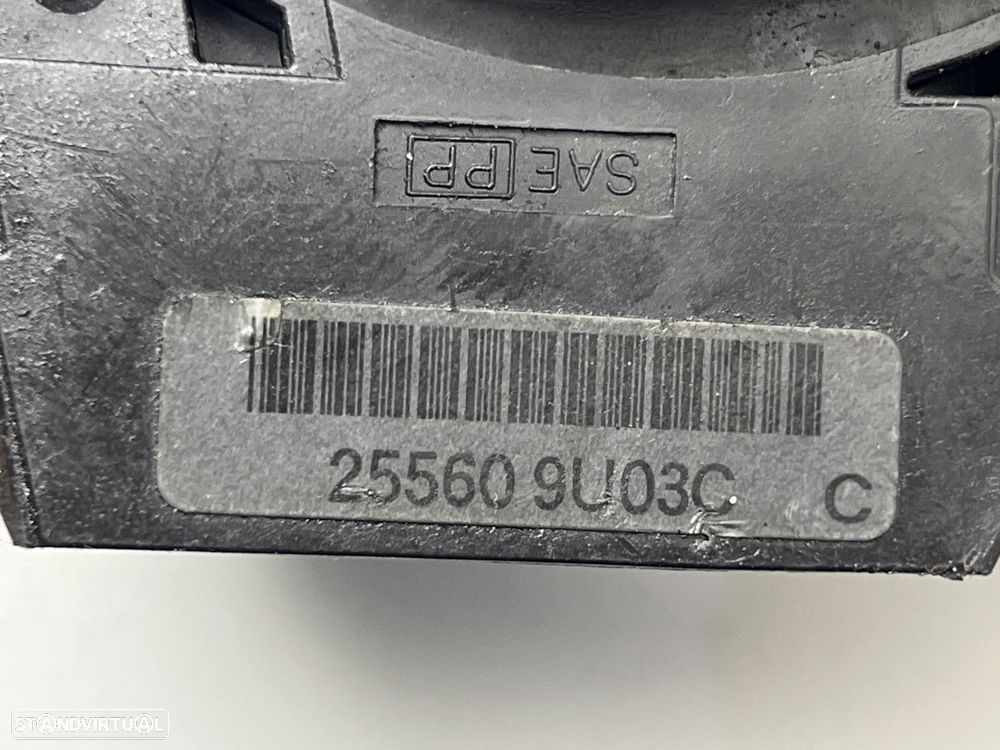 SAE PP
25560 9U03C C
STANDVIRTUAL